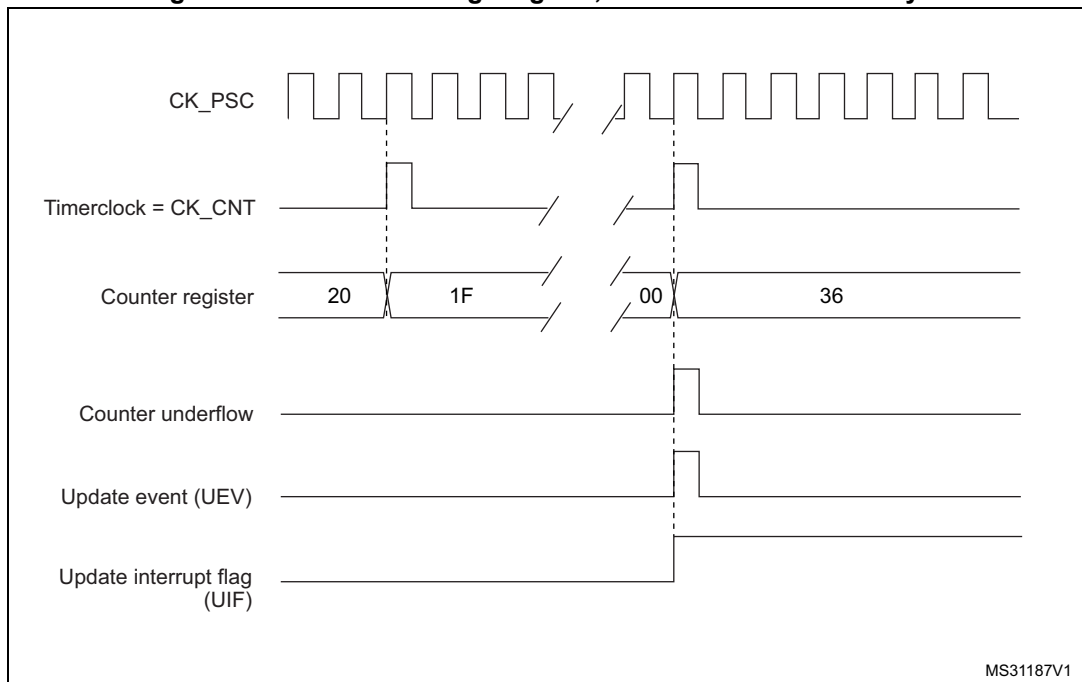 CK_PSC
Timerclock = CK_CNT
Counter register
20
1F
00
36
Counter underflow
Update event (UEV)
Update interrupt flag
(UIF)
MS31187V1